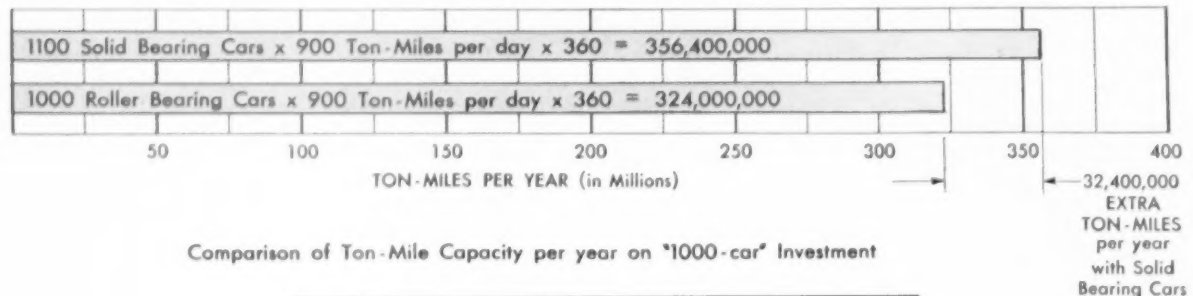 1100 Solid Bearing Cars x 900 Ton-Miles per day x 360 = 356,400,000
1000 Roller Bearing Cars x 900 Ton-Miles per day x 360 = 324,000,000
50 100 150 200 250 300 350 400
TON-MILES PER YEAR (in Millions)
32,400,000
EXTRA
TON-MILES
per year
with Solid
Bearing Cars
Comparison of Ton-Mile Capacity per year on "1000-car" Investment